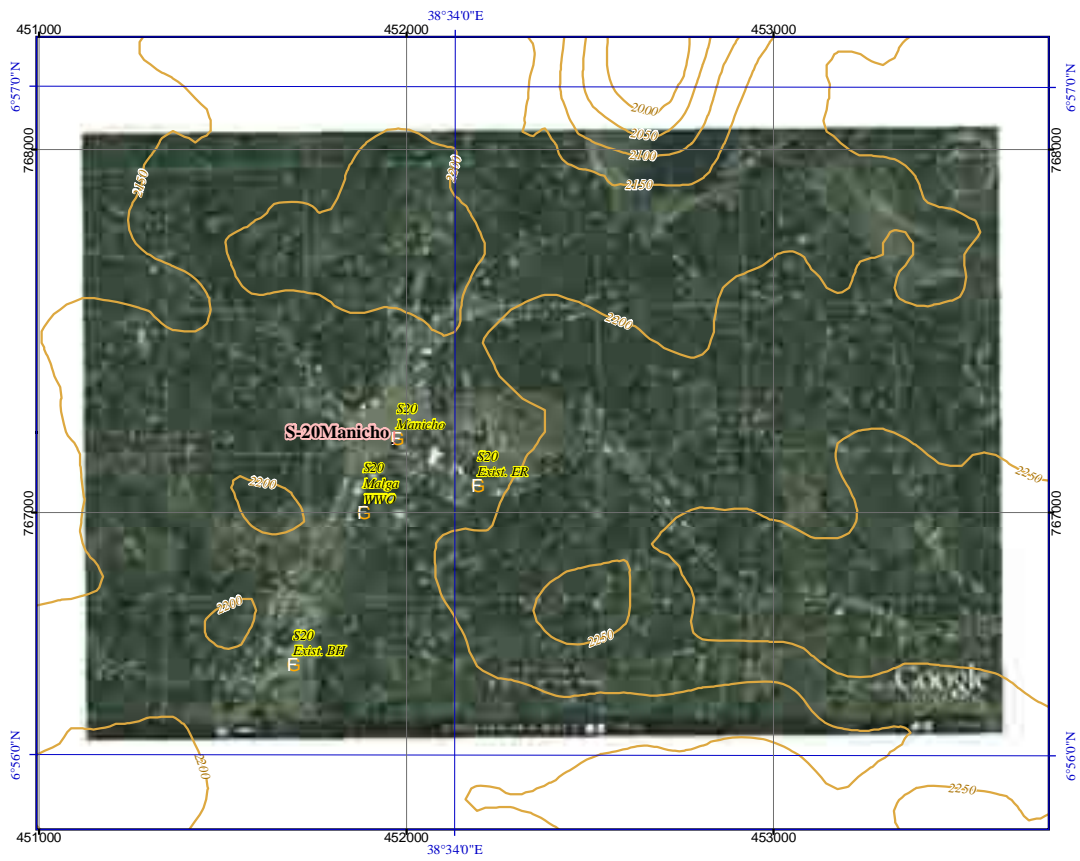 38°34'0"E
451000
452000
453000
6°57'0"N
6°57'0"N
2000
2050
768000
2100
768000
2200
2150
2150
2200
S20
Manicho
S-20Manicho
S20
Exist. ER
S20
Malga
WWO
2200
2250
767000
767000
2200
S20
Exist. BH
2250
Google
6°56'0"N
6°56'0"N
2200
2250
451000
452000
453000
38°34'0"E